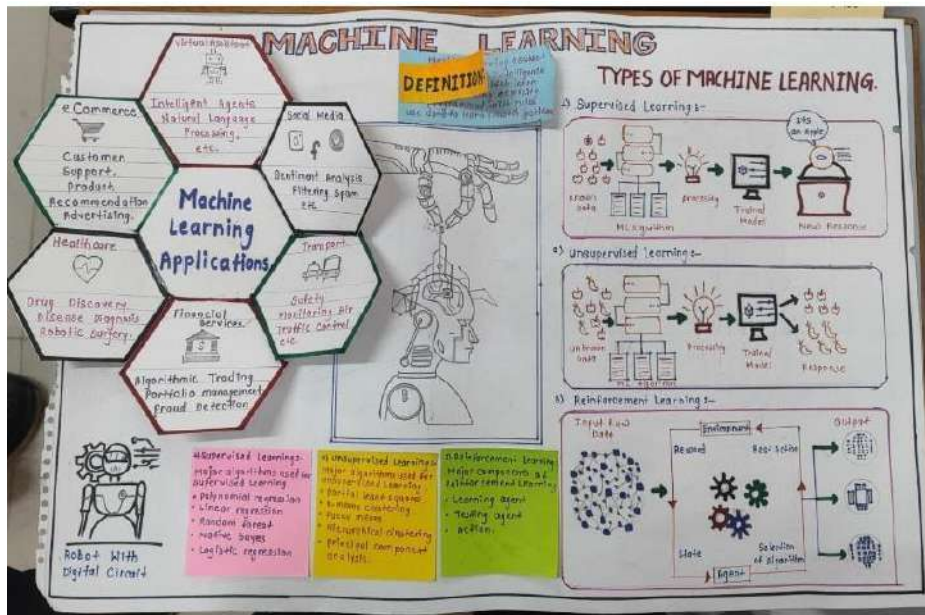 MACHINE LEARNING
Virtual Assistant
Intelligent Agents
Natural Language
Processing,
etc.
eCommerce
Customer
Support,
Product
Recommendation
Advertising.
Social Media
Sentiment Analysis
Filtering Spam
etc
Machine
Learning
Applications
Healthcare
Drug Discovery
Disease Diagnosis
Robotic Surgery.
Transport
Safety
Monitoring Air
Traffic Control
etc
Financial
Services
Algorithmic Trading
Portfolio management
Fraud Detection
DEFINITION:
TYPES OF MACHINE LEARNING.
1) Supervised Learning:-
Known
Data
ML algorithm
Processing
Trained
Model
Its
an Apple
New Response
2) Unsupervised Learning:-
Unknown
Data
Processing
Trained
Model
Response
3) Reinforcement Learning:-
Input Raw
Data
Environment
Reward
State
Selection
of Algorithm
Agent
Output
ROBOT WITH
Digital Circuit
1) Supervised Learning:-
Major algorithms used for
supervised Learning
• Polynomial regression
• Linear regression
• Random forest
• Native bayes
• Logistic regression
Unsupervised Learning:-
Major algorithms used for
unsupervised Learning
• Partial least squares
• K-means clustering
• Fuzzy means
• Hierarchical clustering
• Principal component
analysis.
Reinforcement Learning
Major components of
Reinforcement Learning
• Learning agent
• Testing agent
• action.